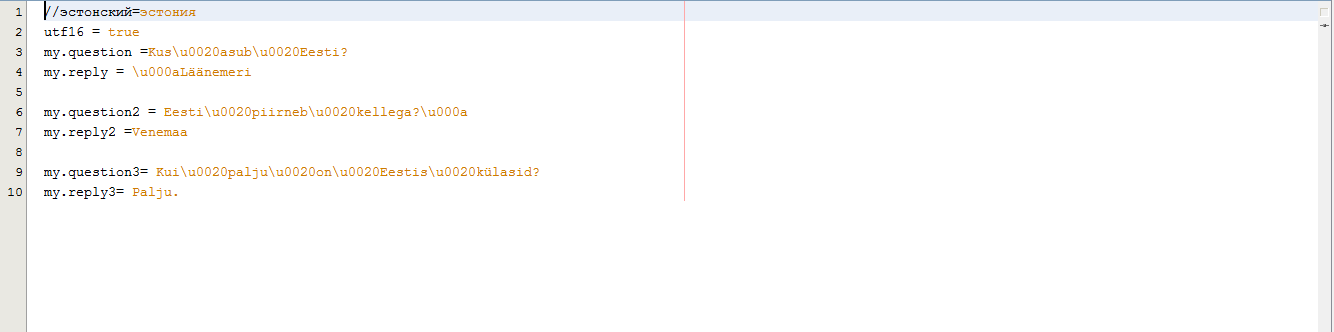 1 //эстонский=эстония
2 utf16 = true
3 my.question =Kus\u0020asub\u0020Eesti?
4 my.reply = \u000aLäänemeri
5
6 my.question2 = Eesti\u0020piirneb\u0020kellega?\u000a
7 my.reply2 =Venemaa
8
9 my.question3= Kui\u0020palju\u0020on\u0020Eestis\u0020külasid?
10 my.reply3= Palju.